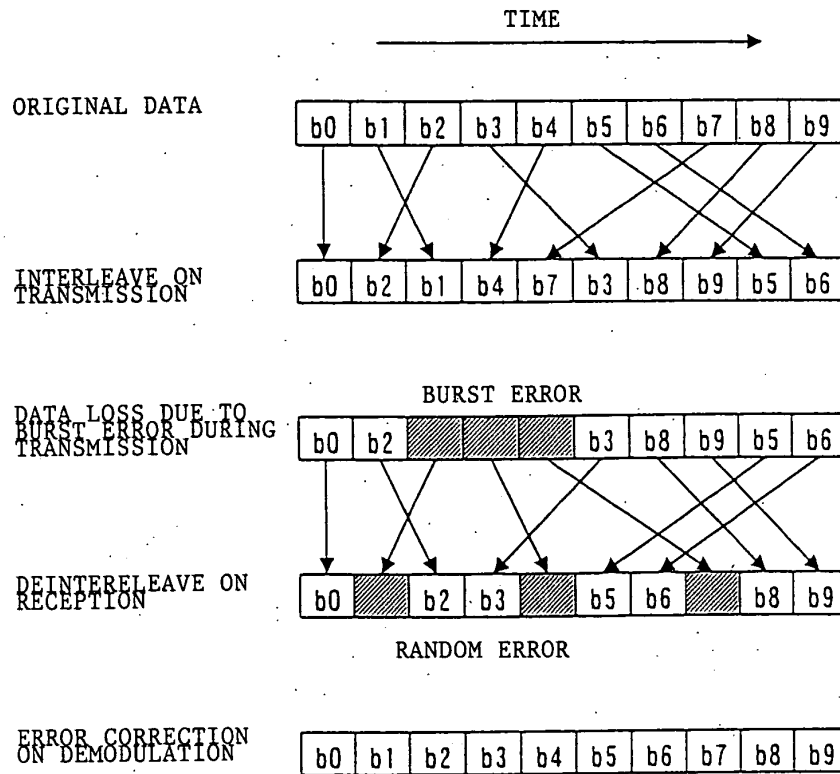 TIME
ORIGINAL DATA
b0 b1 b2 b3 b4 b5 b6 b7 b8 b9
INTERLEAVE ON
TRANSMISSION
b0 b2 b1 b4 b7 b3 b8 b9 b5 b6
BURST ERROR
DATA LOSS DUE TO
BURST ERROR DURING
TRANSMISSION
b0 b2 b3 b8 b9 b5 b6
DEINTERELEAVE ON
RECEPTION
b0 b2 b3 b5 b6 b8 b9
RANDOM ERROR
ERROR CORRECTION
ON DEMODULATION
b0 b1 b2 b3 b4 b5 b6 b7 b8 b9